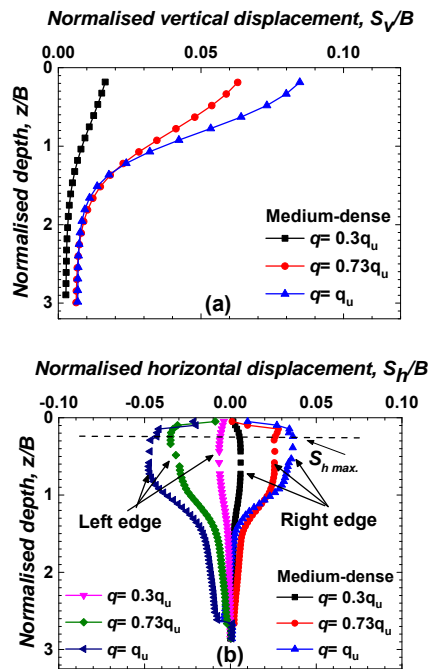 Normalised vertical displacement, S_v/B
0.00 0.05 0.10
0
1
2
3
Normalised depth, z/B
Medium-dense
q= 0.3q_u
q= 0.73q_u
q= q_u
(a)
Normalised horizontal displacement, S_h/B
-0.10 -0.05 0.00 0.05 0.10
0
1
2
3
Normalised depth, z/B
S_h max.
Left edge
Right edge
q= 0.3q_u
q= 0.73q_u
q= q_u
Medium-dense
q= 0.3q_u
q= 0.73q_u
q= q_u
(b)